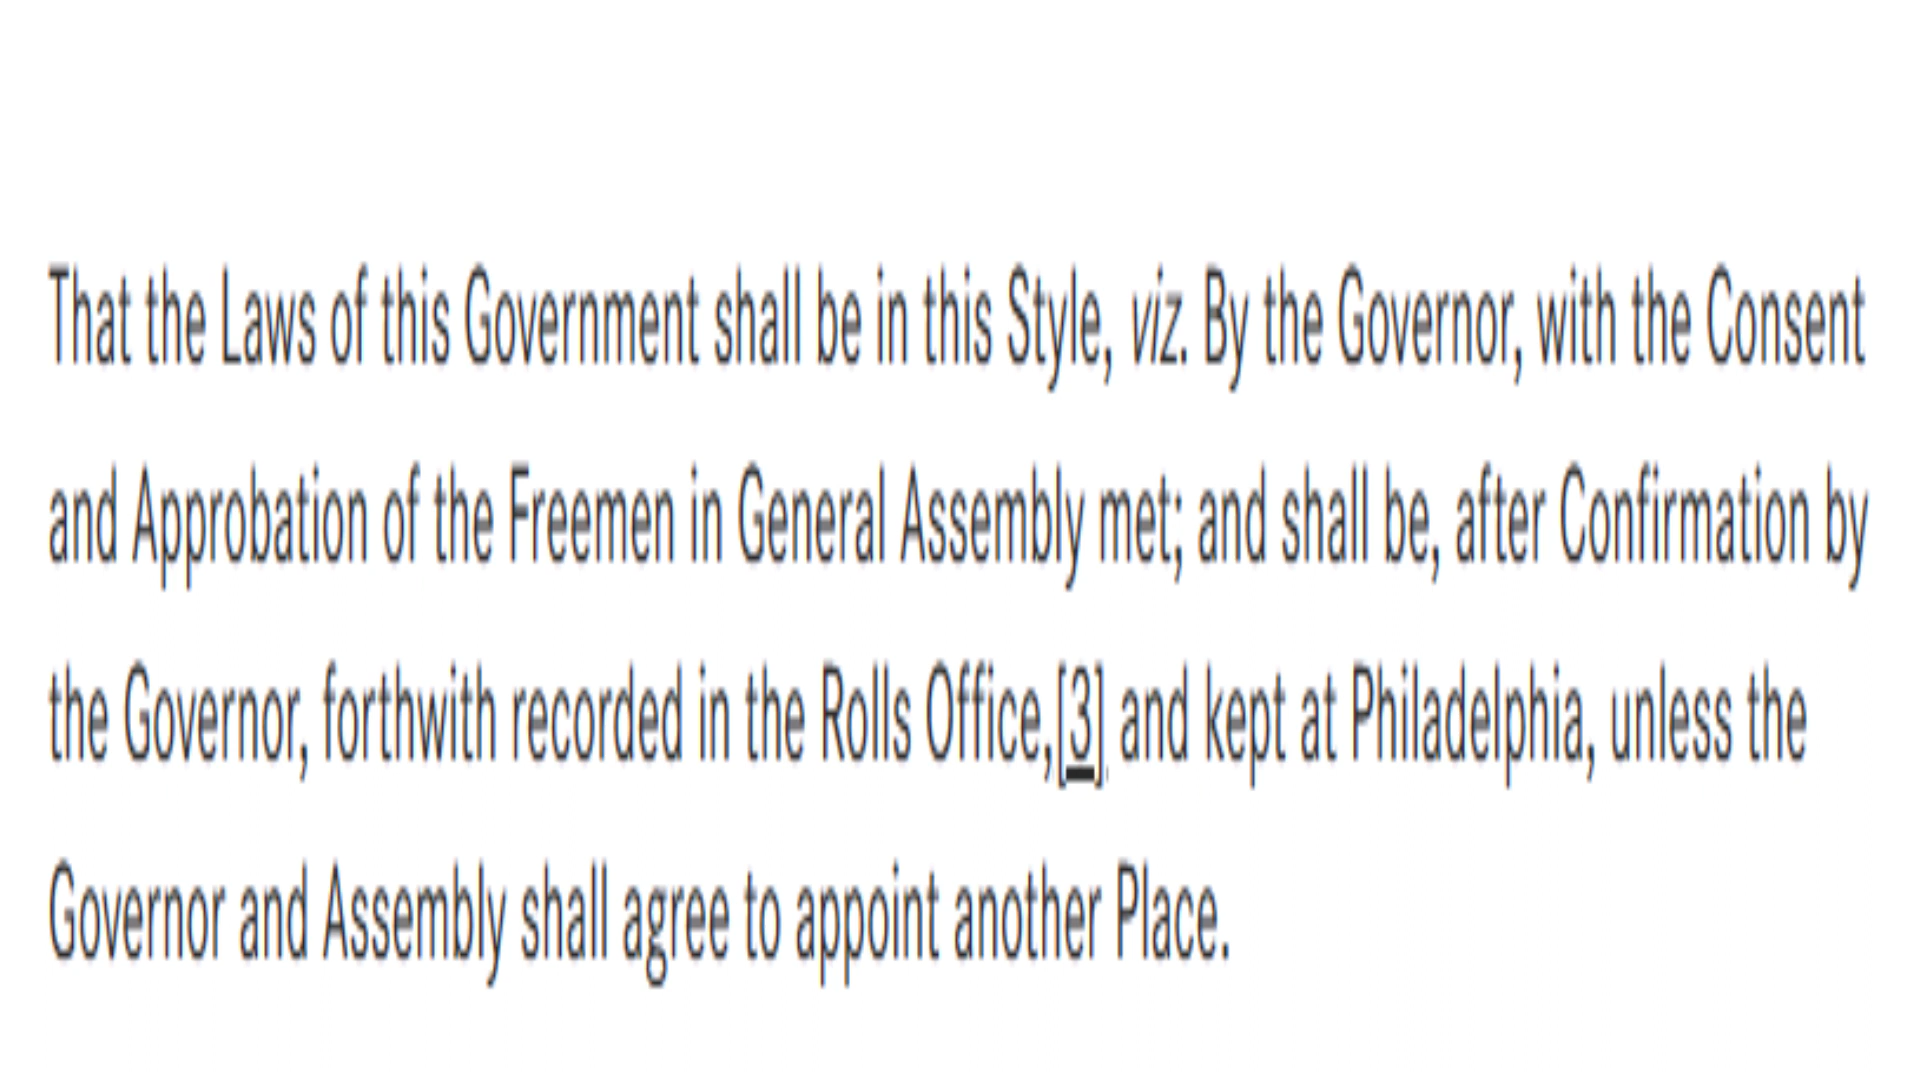 That the Laws of this Government shall be in this Style, viz. By the Governor, with the Consent
and Approbation of the Freemen in General Assembly met; and shall be, after Confirmation by
the Governor, forthwith recorded in the Rolls Office,[3] and kept at Philadelphia, unless the
Governor and Assembly shall agree to appoint another Place.